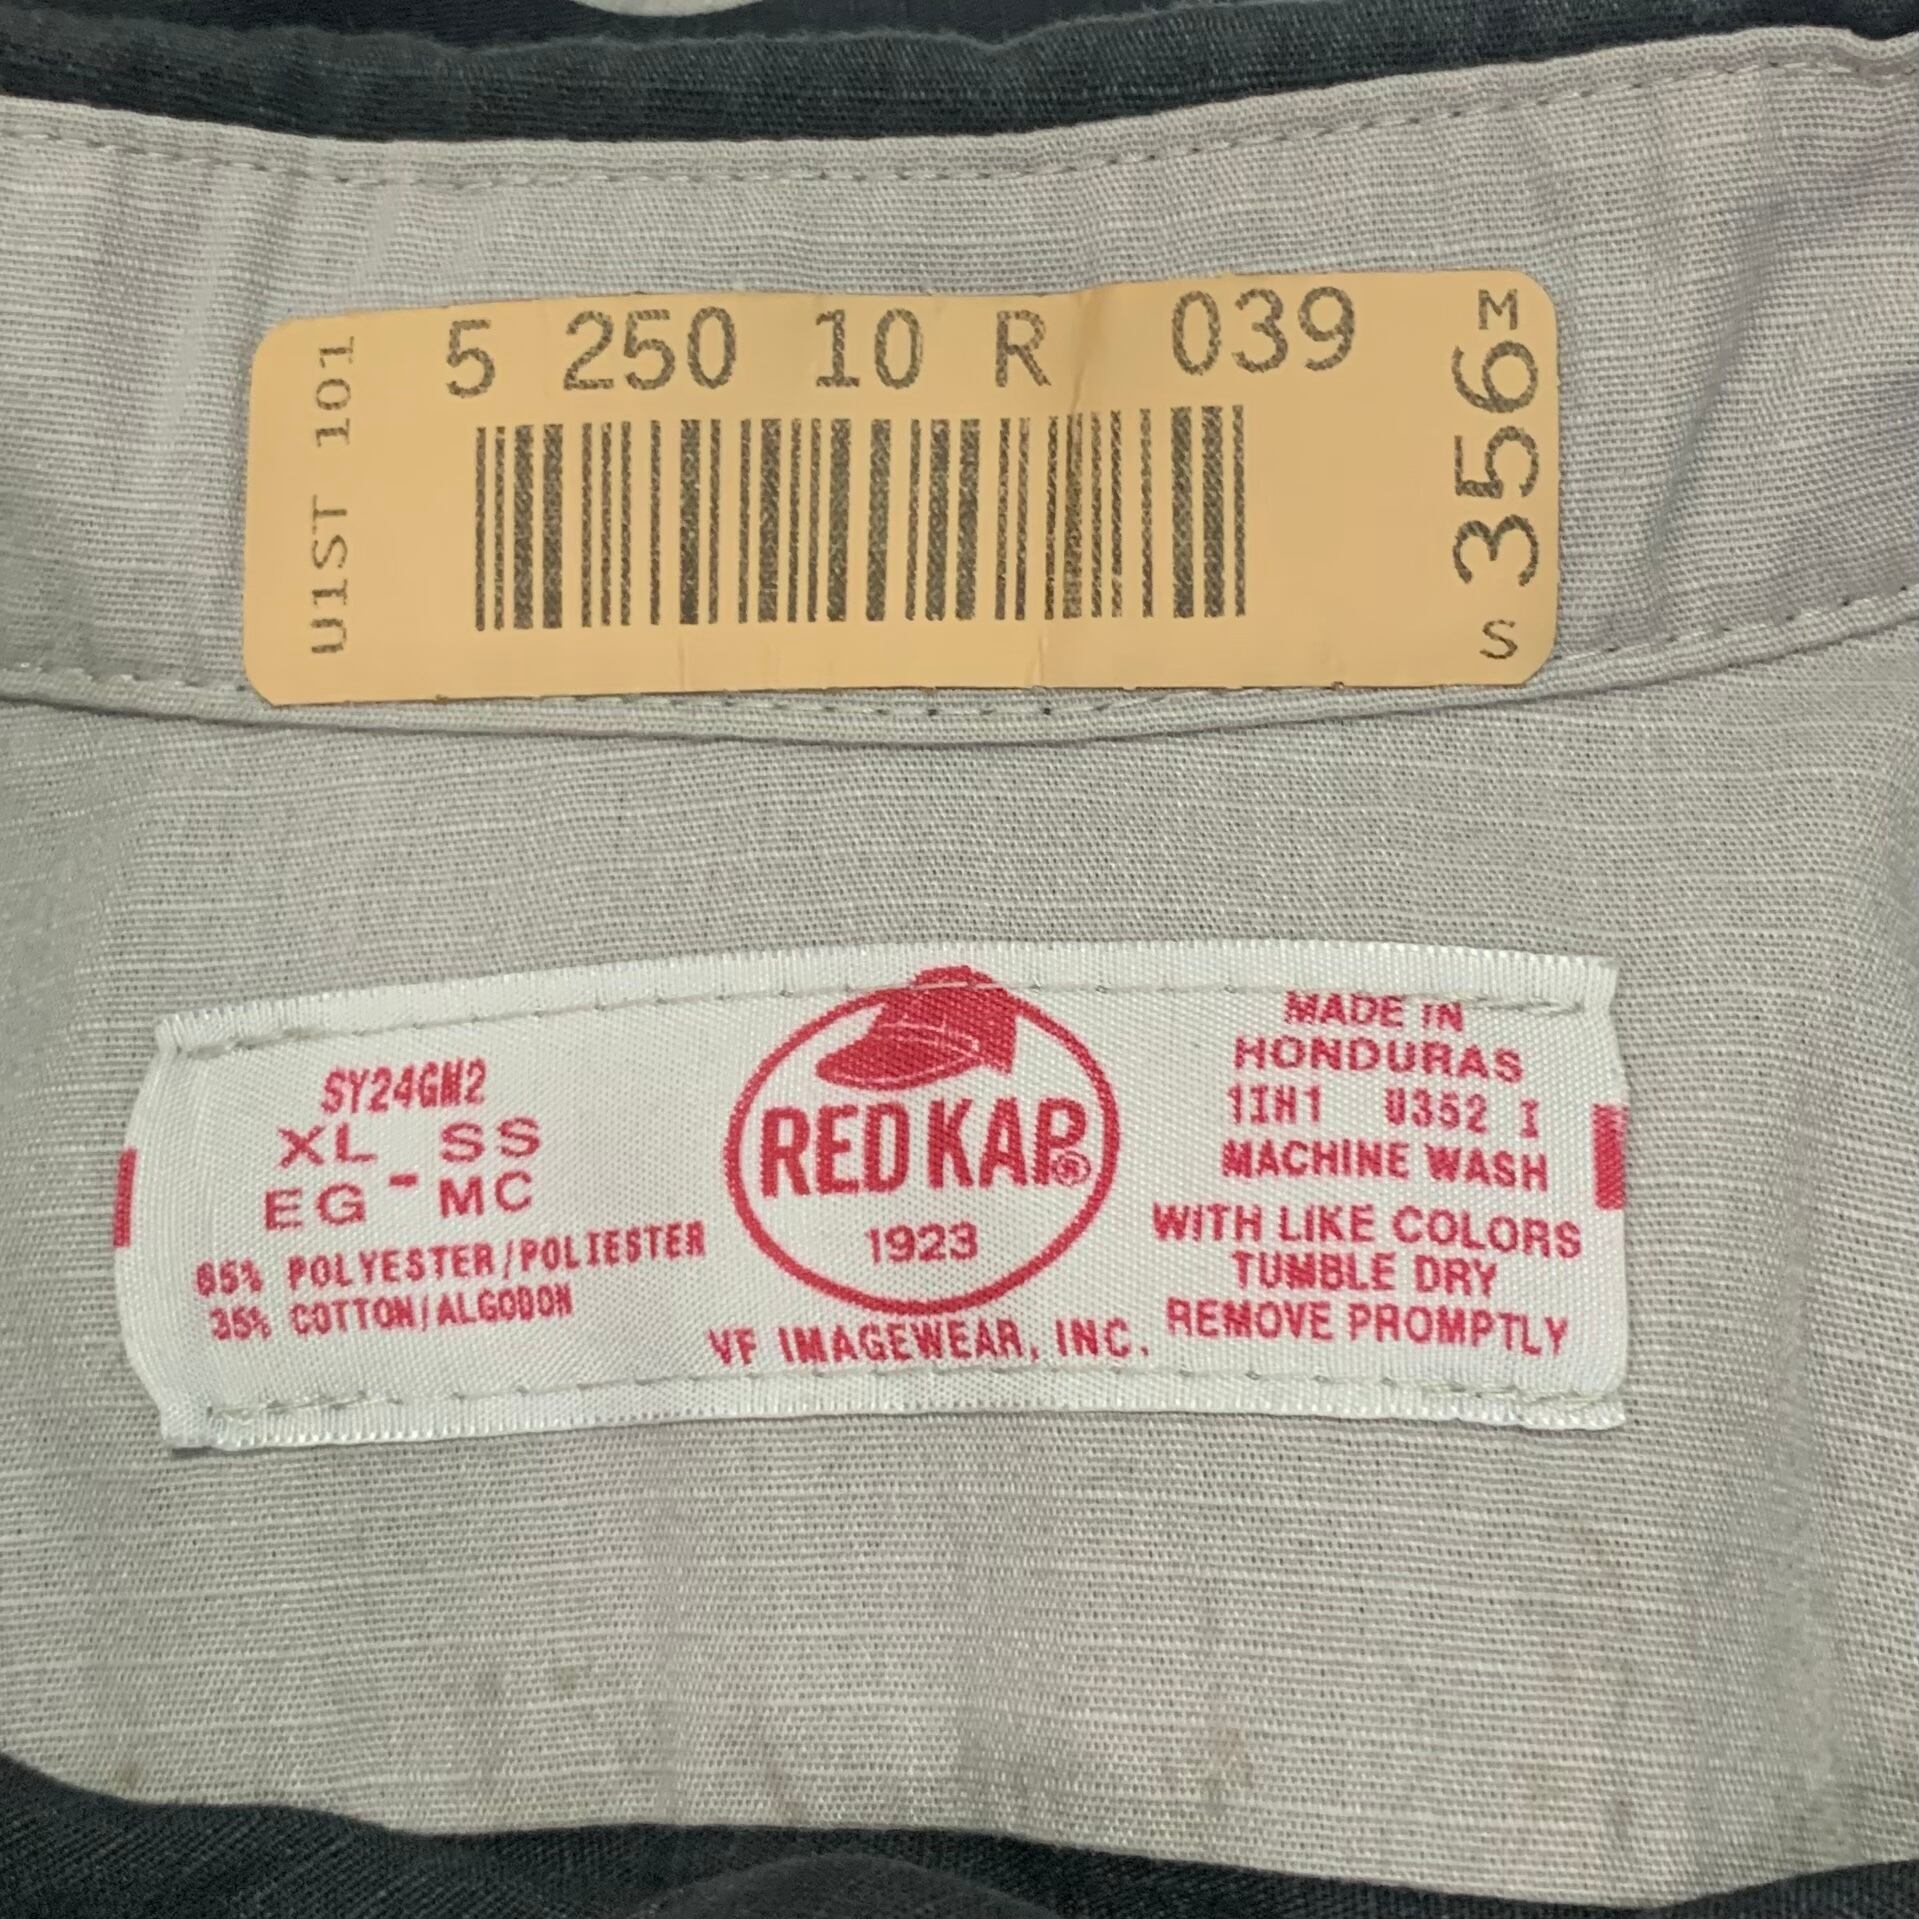 5 250 10 R 039
U1ST 101
M
356
S
SY24GM2
XL - SS
EG - MC
65% POLYESTER/POLIESTER
35% COTTON/ALGODON
RED KAP®
1923
VF IMAGEWEAR, INC.
MADE IN
HONDURAS
1IH1 U352 I
MACHINE WASH
WITH LIKE COLORS
TUMBLE DRY
REMOVE PROMPTLY